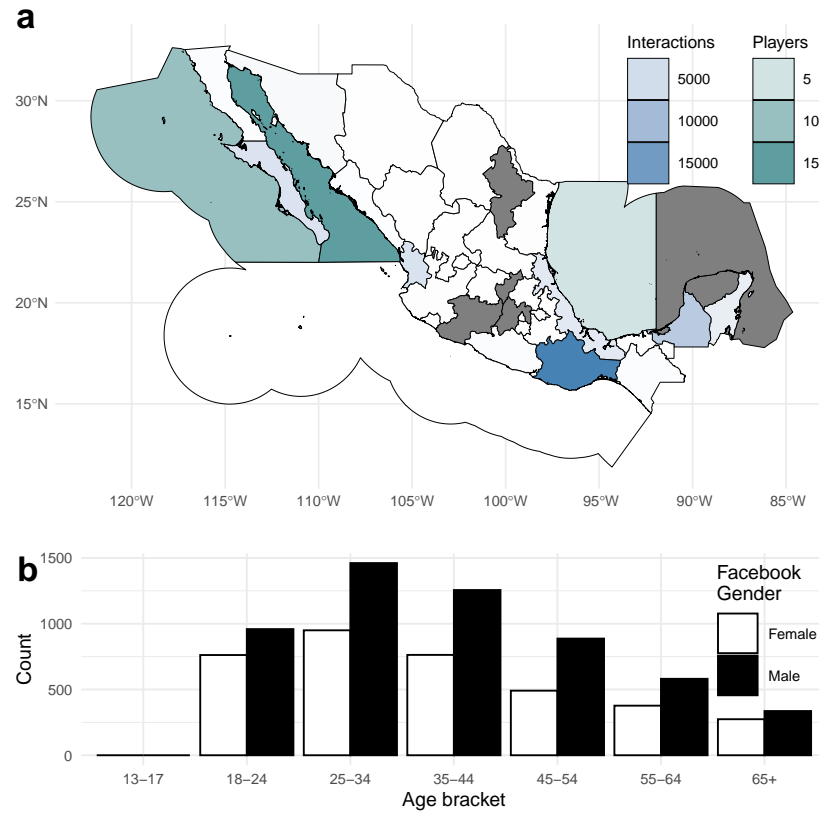 a
Interactions
5000
10000
15000
Players
5
10
15
30°N
25°N
20°N
15°N
120°W 115°W 110°W 105°W 100°W 95°W 90°W 85°W
b
Count
1500
1000
500
0
Facebook
Gender
Female
Male
13–17 18–24 25–34 35–44 45–54 55–64 65+
Age bracket